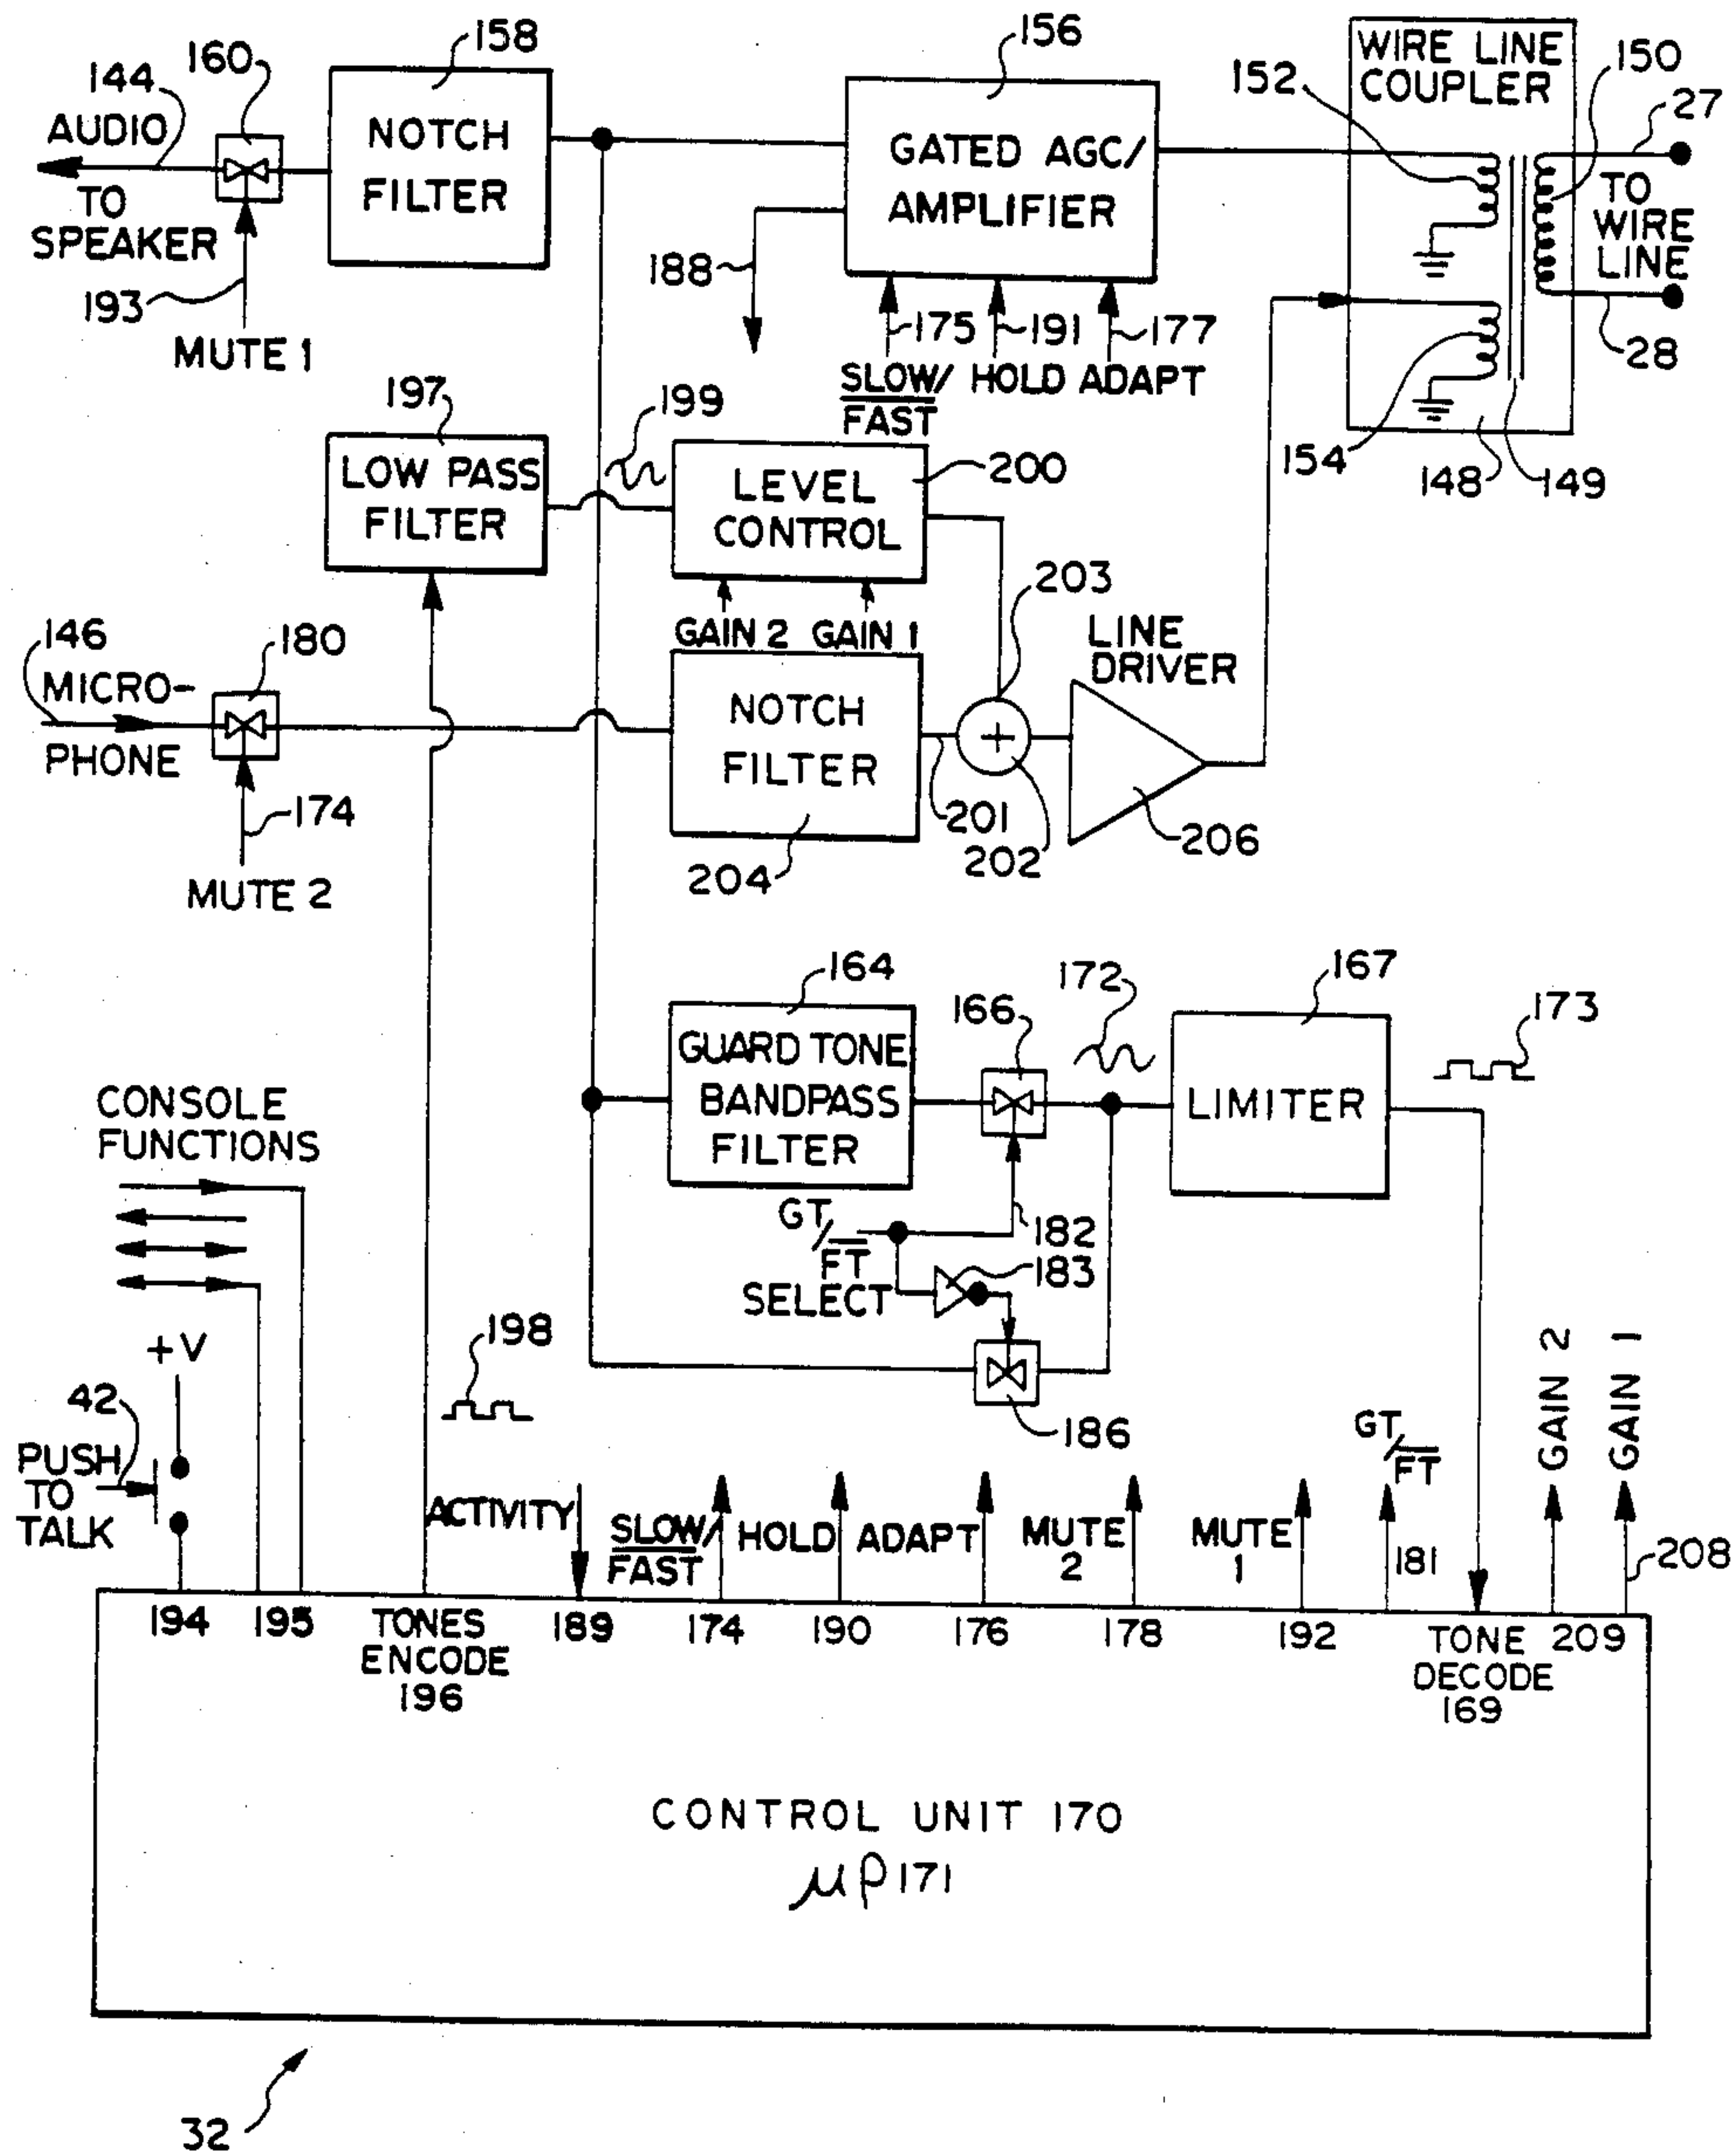 158
156
160
WIRE LINE
COUPLER
152
150
144
27
AUDIO
NOTCH
FILTER
GATED AGC/
AMPLIFIER
TO
SPEAKER
TO
WIRE
LINE
188
193
175
191
177
MUTE 1
SLOW/
FAST
HOLD
ADAPT
28
197
199
154
148
149
LOW PASS
FILTER
LEVEL
CONTROL
200
203
146
180
GAIN 2
GAIN 1
LINE
DRIVER
MICRO-
PHONE
NOTCH
FILTER
+
174
201
206
MUTE 2
204
202
164
172
167
166
173
GUARD TONE
BANDPASS
FILTER
LIMITER
CONSOLE
FUNCTIONS
GT/
FT
SELECT
182
183
198
+V
186
42
PUSH
TO
TALK
ACTIVITY
SLOW/
FAST
HOLD
ADAPT
MUTE
2
MUTE
1
GT/
FT
181
GAIN 2
GAIN 1
208
194
195
TONES
ENCODE
196
189
174
190
176
178
192
TONE
DECODE
169
209
CONTROL UNIT 170
μP 171
32